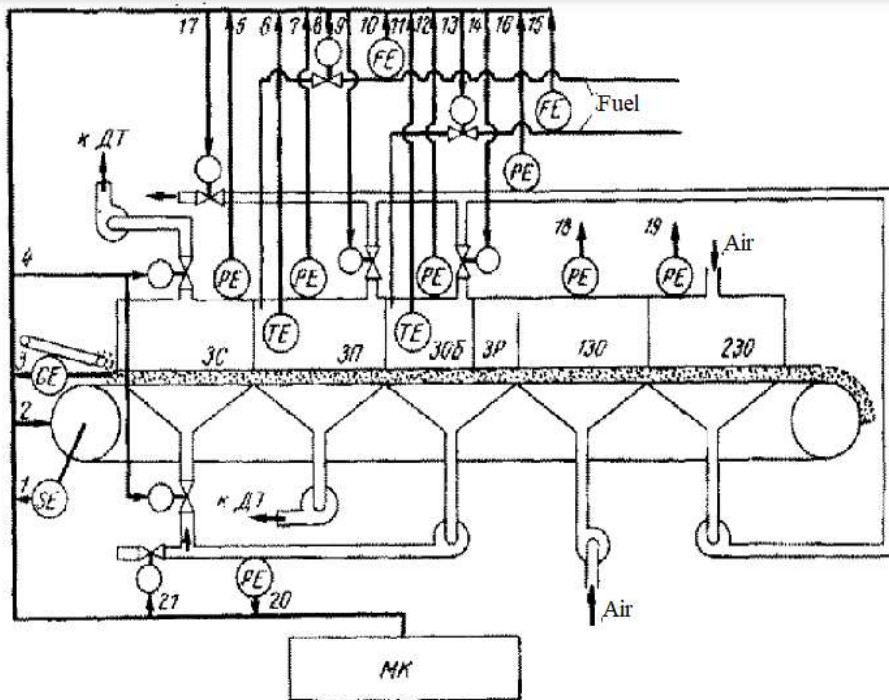 17 5 6 7 8 9 10 11 12 13 14 16 15
FE
Fuel
FE
к ДТ
PE
4
18 19
Air
PE PE PE PE PE
TE TE
3 GE
ЗС ЗП ЗОБ ЗР 1ЗО 2ЗО
2
1 SE
к ДТ
PE
21 20
Air
МК